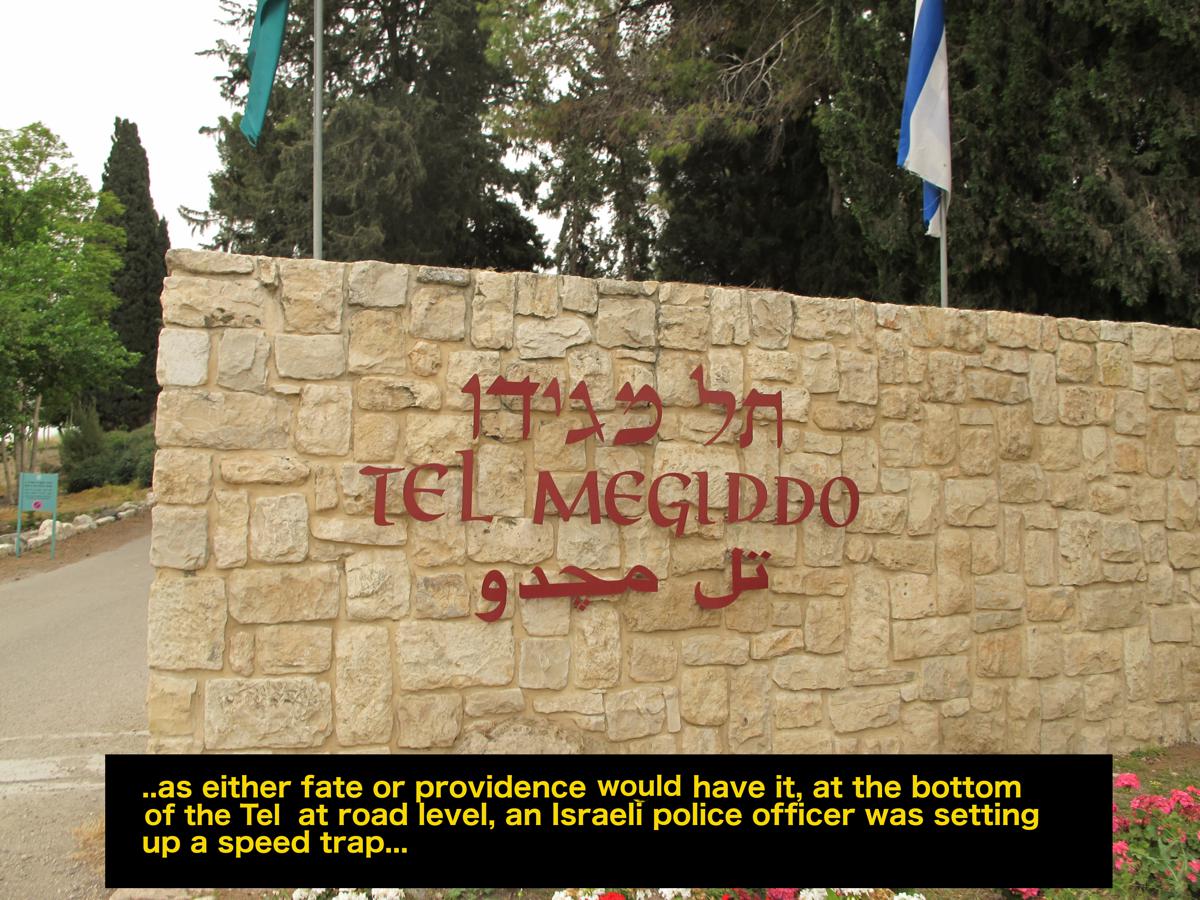 תל מגידו
TEL MEGIDDO
تل مجدو
..as either fate or providence would have it, at the bottom
of the Tel at road level, an Israeli police officer was setting
up a speed trap...